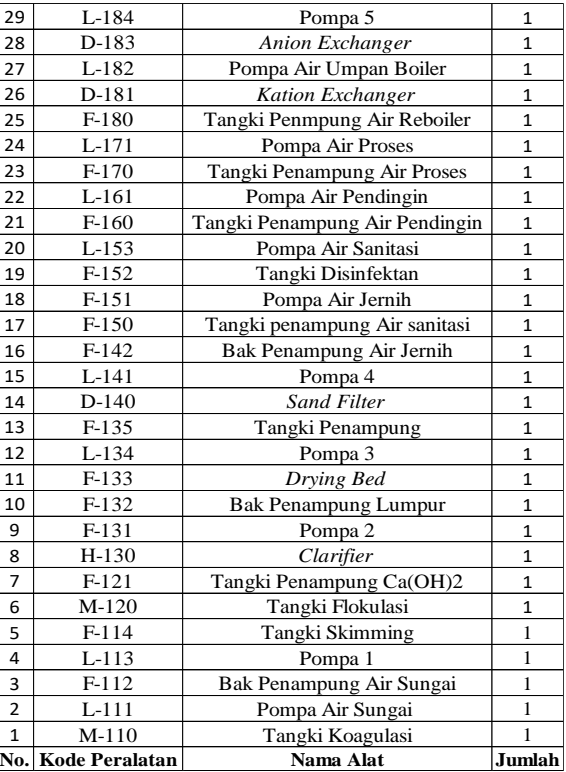 29 L-184 Pompa 5 1
28 D-183 Anion Exchanger 1
27 L-182 Pompa Air Umpan Boiler 1
26 D-181 Kation Exchanger 1
25 F-180 Tangki Penmpung Air Reboiler 1
24 L-171 Pompa Air Proses 1
23 F-170 Tangki Penampung Air Proses 1
22 L-161 Pompa Air Pendingin 1
21 F-160 Tangki Penampung Air Pendingin 1
20 L-153 Pompa Air Sanitasi 1
19 F-152 Tangki Disinfektan 1
18 F-151 Pompa Air Jernih 1
17 F-150 Tangki penampung Air sanitasi 1
16 F-142 Bak Penampung Air Jernih 1
15 L-141 Pompa 4 1
14 D-140 Sand Filter 1
13 F-135 Tangki Penampung 1
12 L-134 Pompa 3 1
11 F-133 Drying Bed 1
10 F-132 Bak Penampung Lumpur 1
9 F-131 Pompa 2 1
8 H-130 Clarifier 1
7 F-121 Tangki Penampung Ca(OH)2 1
6 M-120 Tangki Flokulasi 1
5 F-114 Tangki Skimming 1
4 L-113 Pompa 1 1
3 F-112 Bak Penampung Air Sungai 1
2 L-111 Pompa Air Sungai 1
1 M-110 Tangki Koagulasi 1
No. Kode Peralatan Nama Alat Jumlah